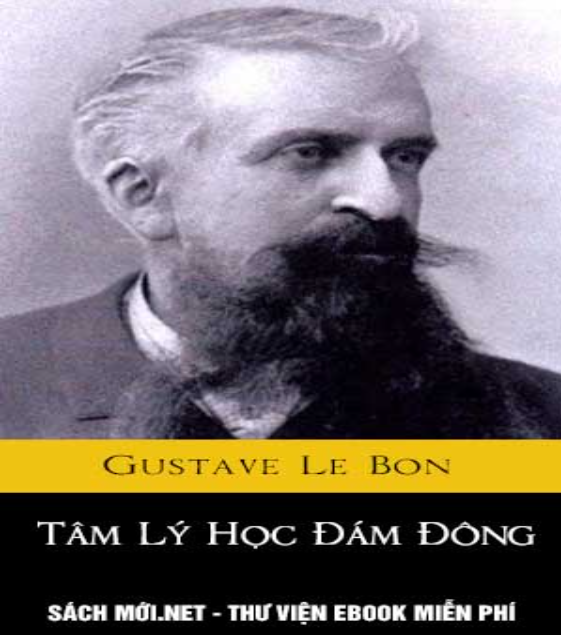 GUSTAVE LE BON
TÂM LÝ HỌC ĐÁM ĐÔNG
SÁCH MỚI.NET - THƯ VIỆN EBOOK MIỄN PHÍ